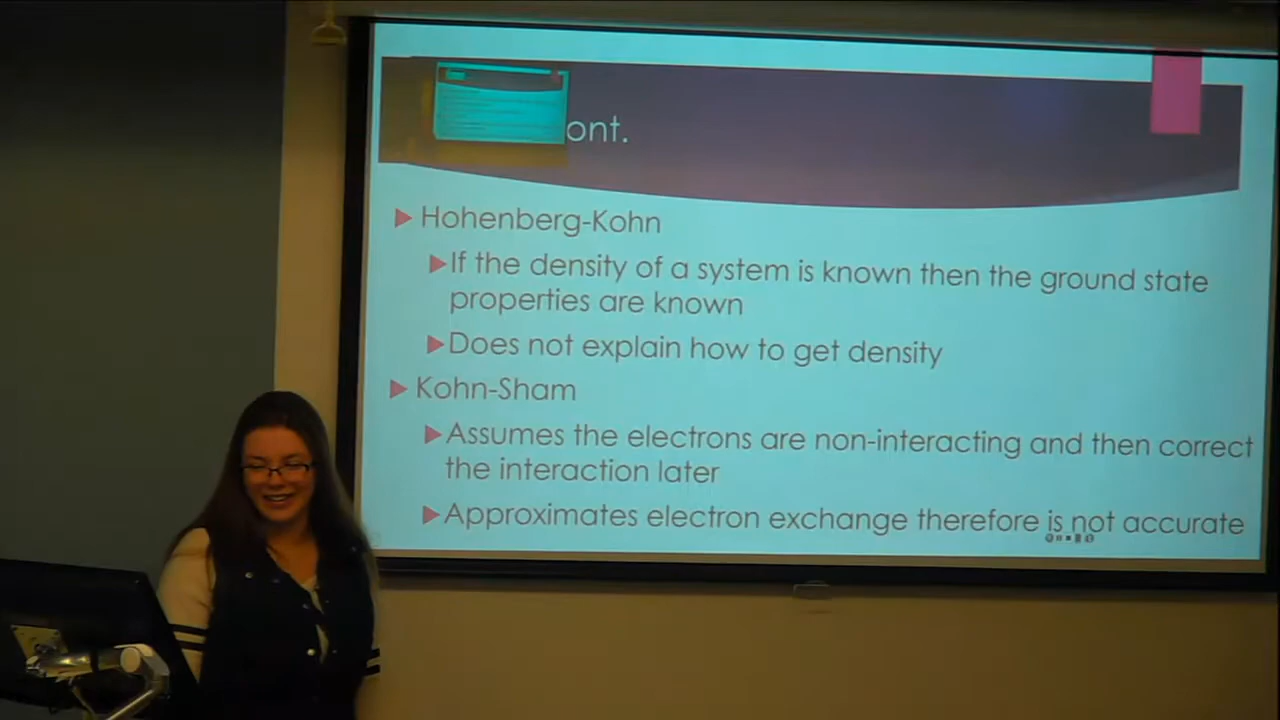 ont.
Hohenberg-Kohn
If the density of a system is known then the ground state
properties are known
Does not explain how to get density
Kohn-Sham
Assumes the electrons are non-interacting and then correct
the interaction later
Approximates electron exchange therefore is not accurate